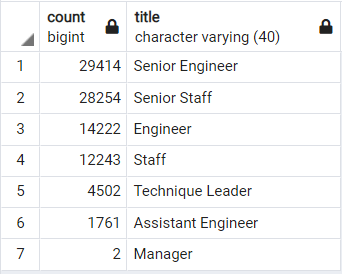 count title
bigint character varying (40)
1 29414 Senior Engineer
2 28254 Senior Staff
3 14222 Engineer
4 12243 Staff
5 4502 Technique Leader
6 1761 Assistant Engineer
7 2 Manager